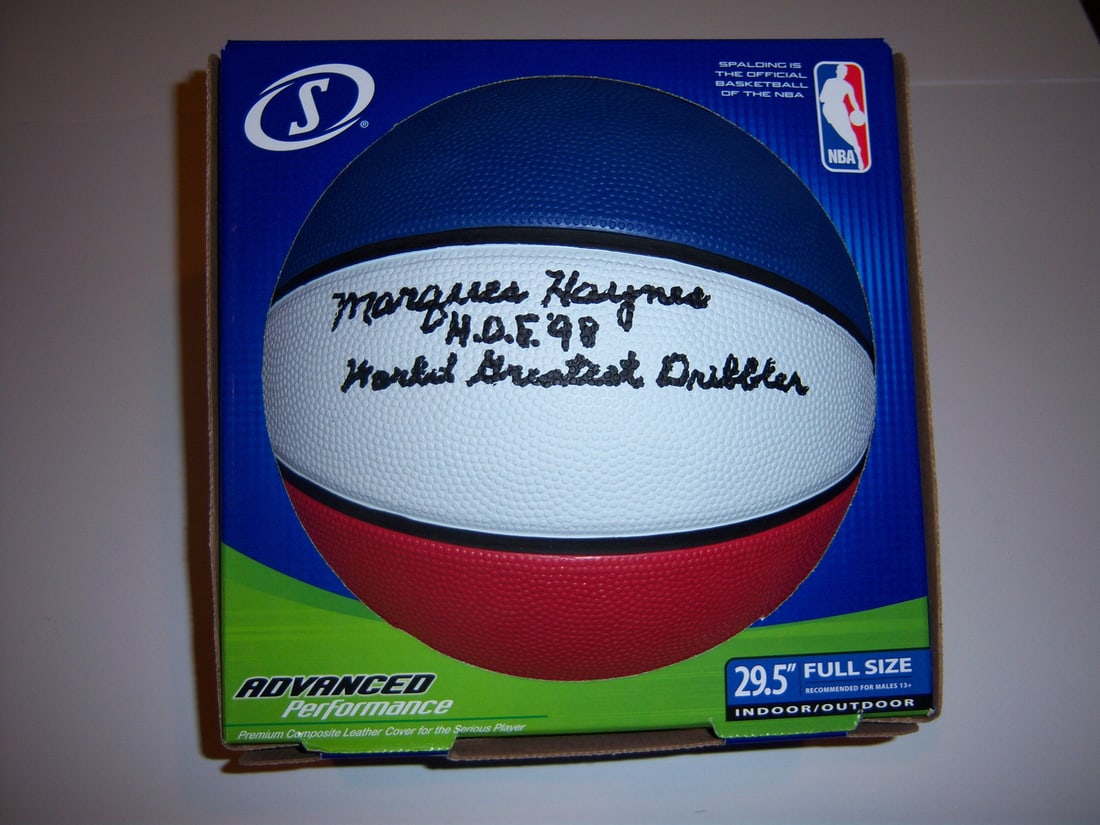 S
®
SPALDING IS
THE OFFICIAL
BASKETBALL
OF THE NBA
NBA
Marques Haynes
H.O.F. '98
World Greatest Dribbler
ADVANCED
Performance
Premium Composite Leather Cover for the Serious Player
29.5" FULL SIZE
RECOMMENDED FOR MALES 13+
INDOOR/OUTDOOR